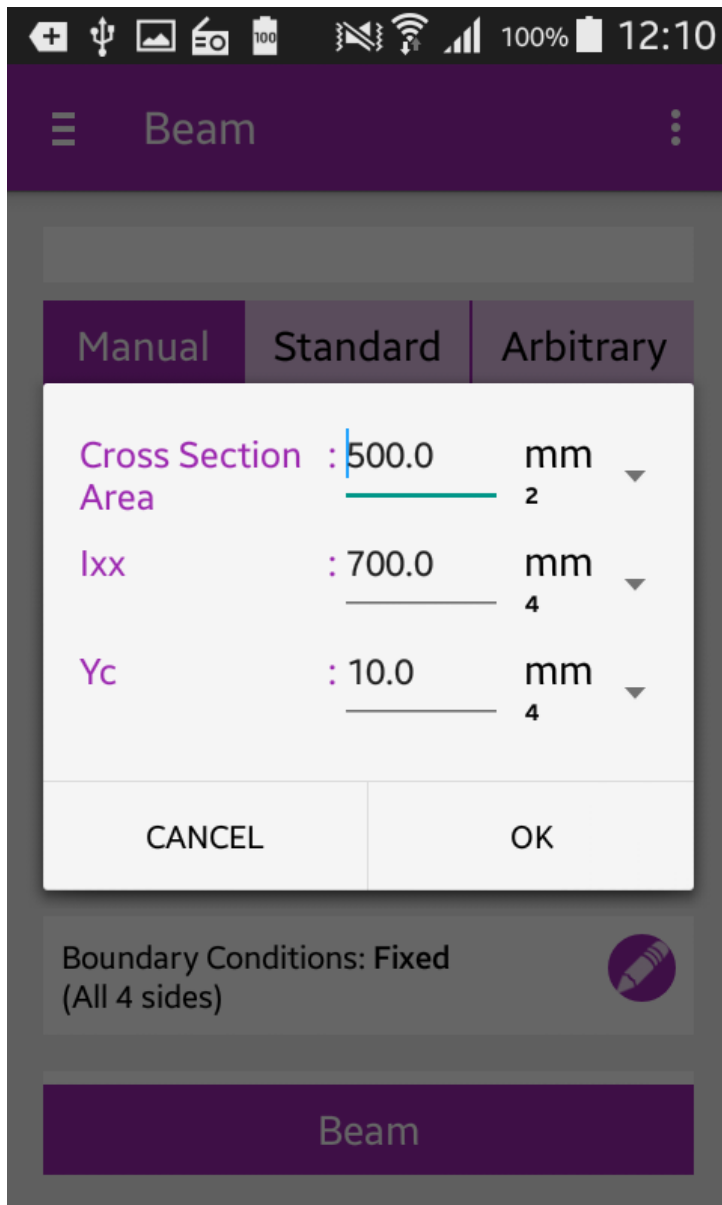 100 100% 12:10
Beam
Manual Standard Arbitrary
Cross Section : 500.0 mm
Area 2
Ixx : 700.0 mm
4
Yc : 10.0 mm
4
CANCEL OK
Boundary Conditions: Fixed
(All 4 sides)
Beam